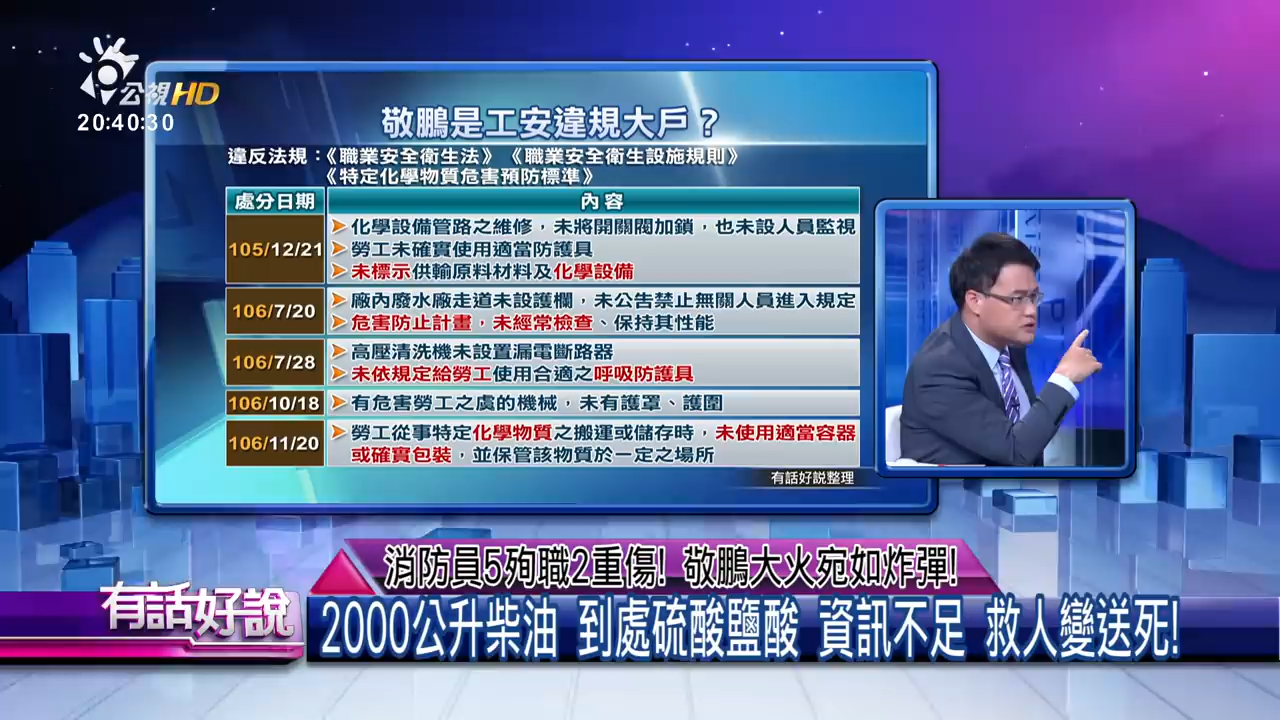 公視HD
20:40:30
敬鵬是工安違規大戶？
違反法規：《職業安全衛生法》《職業安全衛生設施規則》
《特定化學物質危害預防標準》
處分日期 內容
105/12/21
化學設備管路之維修，未將開關閥加鎖，也未設人員監視
勞工未確實使用適當防護具
未標示供輸原料材料及化學設備
106/7/20
廠內廢水廠走道未設護欄，未公告禁止無關人員進入規定
危害防止計畫，未經常檢查、保持其性能
106/7/28
高壓清洗機未設置漏電斷路器
未依規定給勞工使用合適之呼吸防護具
106/10/18
有危害勞工之虞的機械，未有護罩、護圍
106/11/20
勞工從事特定化學物質之搬運或儲存時，未使用適當容器
或確實包裝，並保管該物質於一定之場所
有話好說整理
消防員5殉職2重傷! 敬鵬大火宛如炸彈!
有話好說
2000公升柴油 到處硫酸鹽酸 資訊不足 救人變送死!